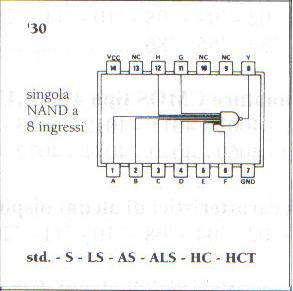 '30
singola
NAND a
8 ingressi
VCC NC H G NC NC Y
14 13 12 11 10 9 8
1 2 3 4 5 6 7
A B C D E F GND
std. - S - LS - AS - ALS - HC - HCT